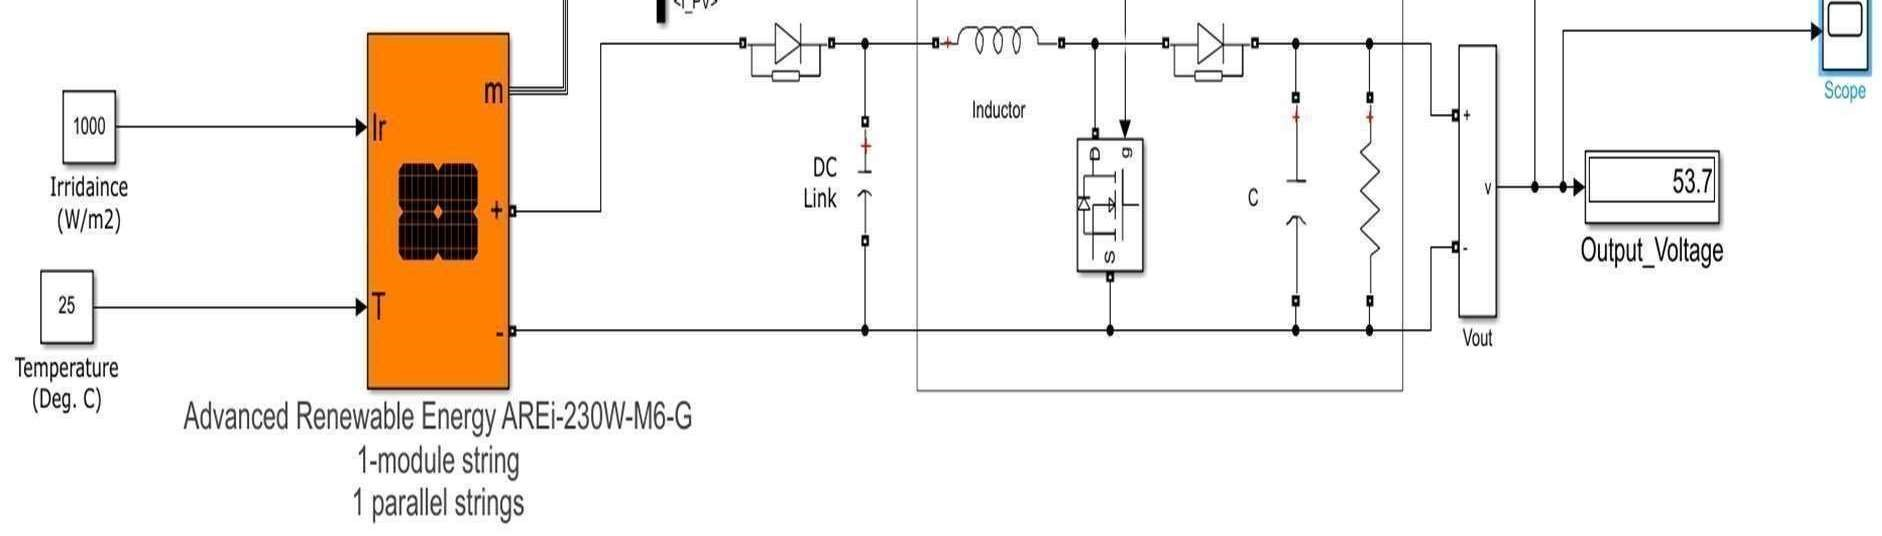 <I_PV>
m
1000
Ir
Irridaince
(W/m2)
+
T
25
-
Temperature
(Deg. C)
Advanced Renewable Energy AREi-230W-M6-G
1-module string
1 parallel strings
+
DC
Link
+
Inductor
D
g
S
+
C
+
+
v
-
Vout
53.7
Output_Voltage
Scope